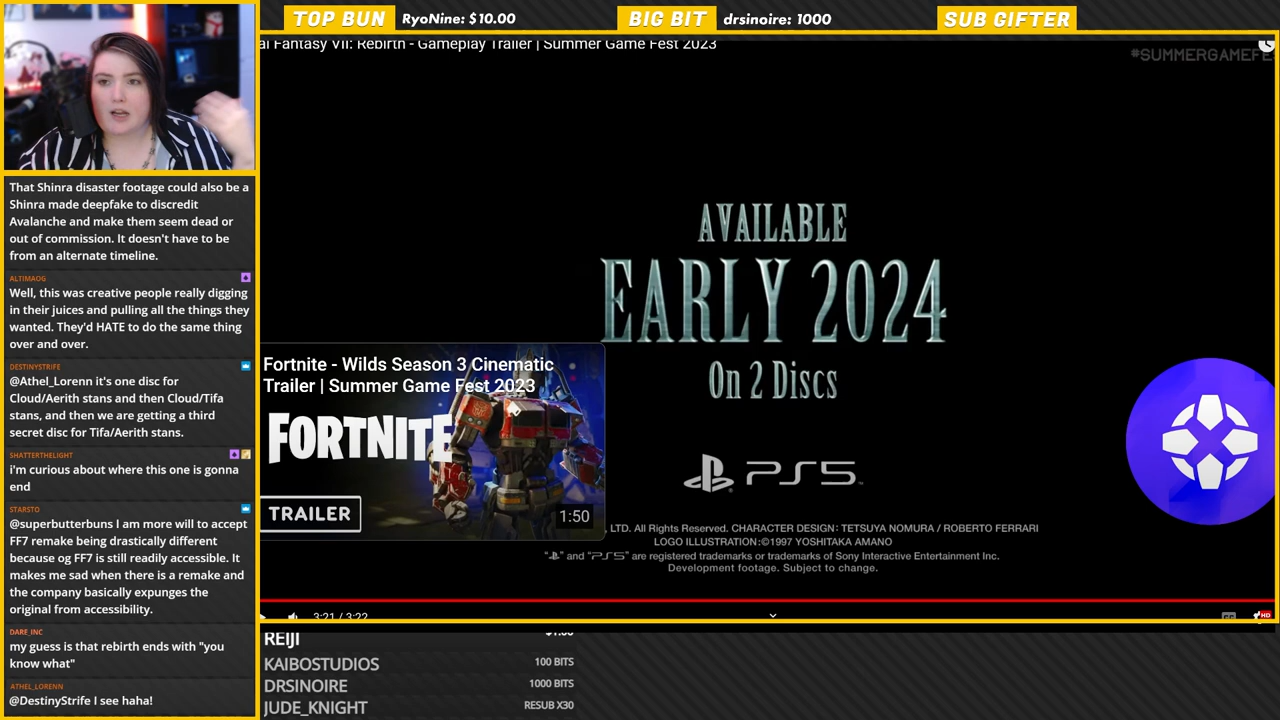 TOP BUN RyoNine: $10.00 BIG BIT drsinoire: 1000 SUB GIFTER
al Fantasy VII: Rebirth - Gameplay Trailer | Summer Game Fest 2023
#SUMMERGAMEFE
That Shinra disaster footage could also be a
Shinra made deepfake to discredit
Avalanche and make them seem dead or
out of commission. It doesn't have to be
from an alternate timeline.
ALTIMAOG
Well, this was creative people really digging
in their juices and pulling all the things they
wanted. They'd HATE to do the same thing
over and over.
DESTINYSTRIFE
@Athel_Lorenn it's one disc for
Cloud/Aerith stans and then Cloud/Tifa
stans, and then we are getting a third
secret disc for Tifa/Aerith stans.
SHATTERTHELIGHT
i'm curious about where this one is gonna
end
STARSTO
@superbutterbuns I am more will to accept
FF7 remake being drastically different
because og FF7 is still readily accessible. It
makes me sad when there is a remake and
the company basically expunges the
original from accessibility.
DARE_INC
my guess is that rebirth ends with "you
know what"
ATHEL_LORENN
@DestinyStrife I see haha!
AVAILABLE
EARLY 2024
On 2 Discs
PS5
Fortnite - Wilds Season 3 Cinematic
Trailer | Summer Game Fest 2023
FORTNITE
TRAILER
1:50
, LTD. All Rights Reserved. CHARACTER DESIGN: TETSUYA NOMURA / ROBERTO FERRARI
LOGO ILLUSTRATION:©1997 YOSHITAKA AMANO
" " and "PS5" are registered trademarks or trademarks of Sony Interactive Entertainment Inc.
Development footage. Subject to change.
3:21 / 3:22
CC
HD
REIJI
KAIBOSTUDIOS 100 BITS
DRSINOIRE 1000 BITS
JUDE_KNIGHT RESUB X30